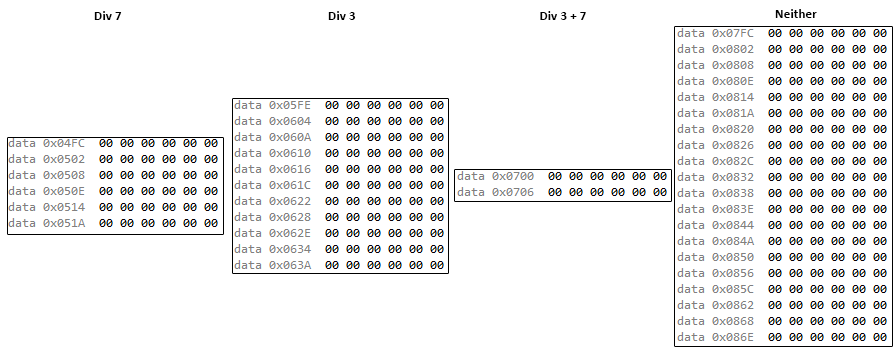 Div 7
data 0x04FC 00 00 00 00 00 00
data 0x0502 00 00 00 00 00 00
data 0x0508 00 00 00 00 00 00
data 0x050E 00 00 00 00 00 00
data 0x0514 00 00 00 00 00 00
data 0x051A 00 00 00 00 00 00
Div 3
data 0x05FE 00 00 00 00 00 00
data 0x0604 00 00 00 00 00 00
data 0x060A 00 00 00 00 00 00
data 0x0610 00 00 00 00 00 00
data 0x0616 00 00 00 00 00 00
data 0x061C 00 00 00 00 00 00
data 0x0622 00 00 00 00 00 00
data 0x0628 00 00 00 00 00 00
data 0x062E 00 00 00 00 00 00
data 0x0634 00 00 00 00 00 00
data 0x063A 00 00 00 00 00 00
Div 3 + 7
data 0x0700 00 00 00 00 00 00
data 0x0706 00 00 00 00 00 00
Neither
data 0x07FC 00 00 00 00 00 00
data 0x0802 00 00 00 00 00 00
data 0x0808 00 00 00 00 00 00
data 0x080E 00 00 00 00 00 00
data 0x0814 00 00 00 00 00 00
data 0x081A 00 00 00 00 00 00
data 0x0820 00 00 00 00 00 00
data 0x0826 00 00 00 00 00 00
data 0x082C 00 00 00 00 00 00
data 0x0832 00 00 00 00 00 00
data 0x0838 00 00 00 00 00 00
data 0x083E 00 00 00 00 00 00
data 0x0844 00 00 00 00 00 00
data 0x084A 00 00 00 00 00 00
data 0x0850 00 00 00 00 00 00
data 0x0856 00 00 00 00 00 00
data 0x085C 00 00 00 00 00 00
data 0x0862 00 00 00 00 00 00
data 0x0868 00 00 00 00 00 00
data 0x086E 00 00 00 00 00 00